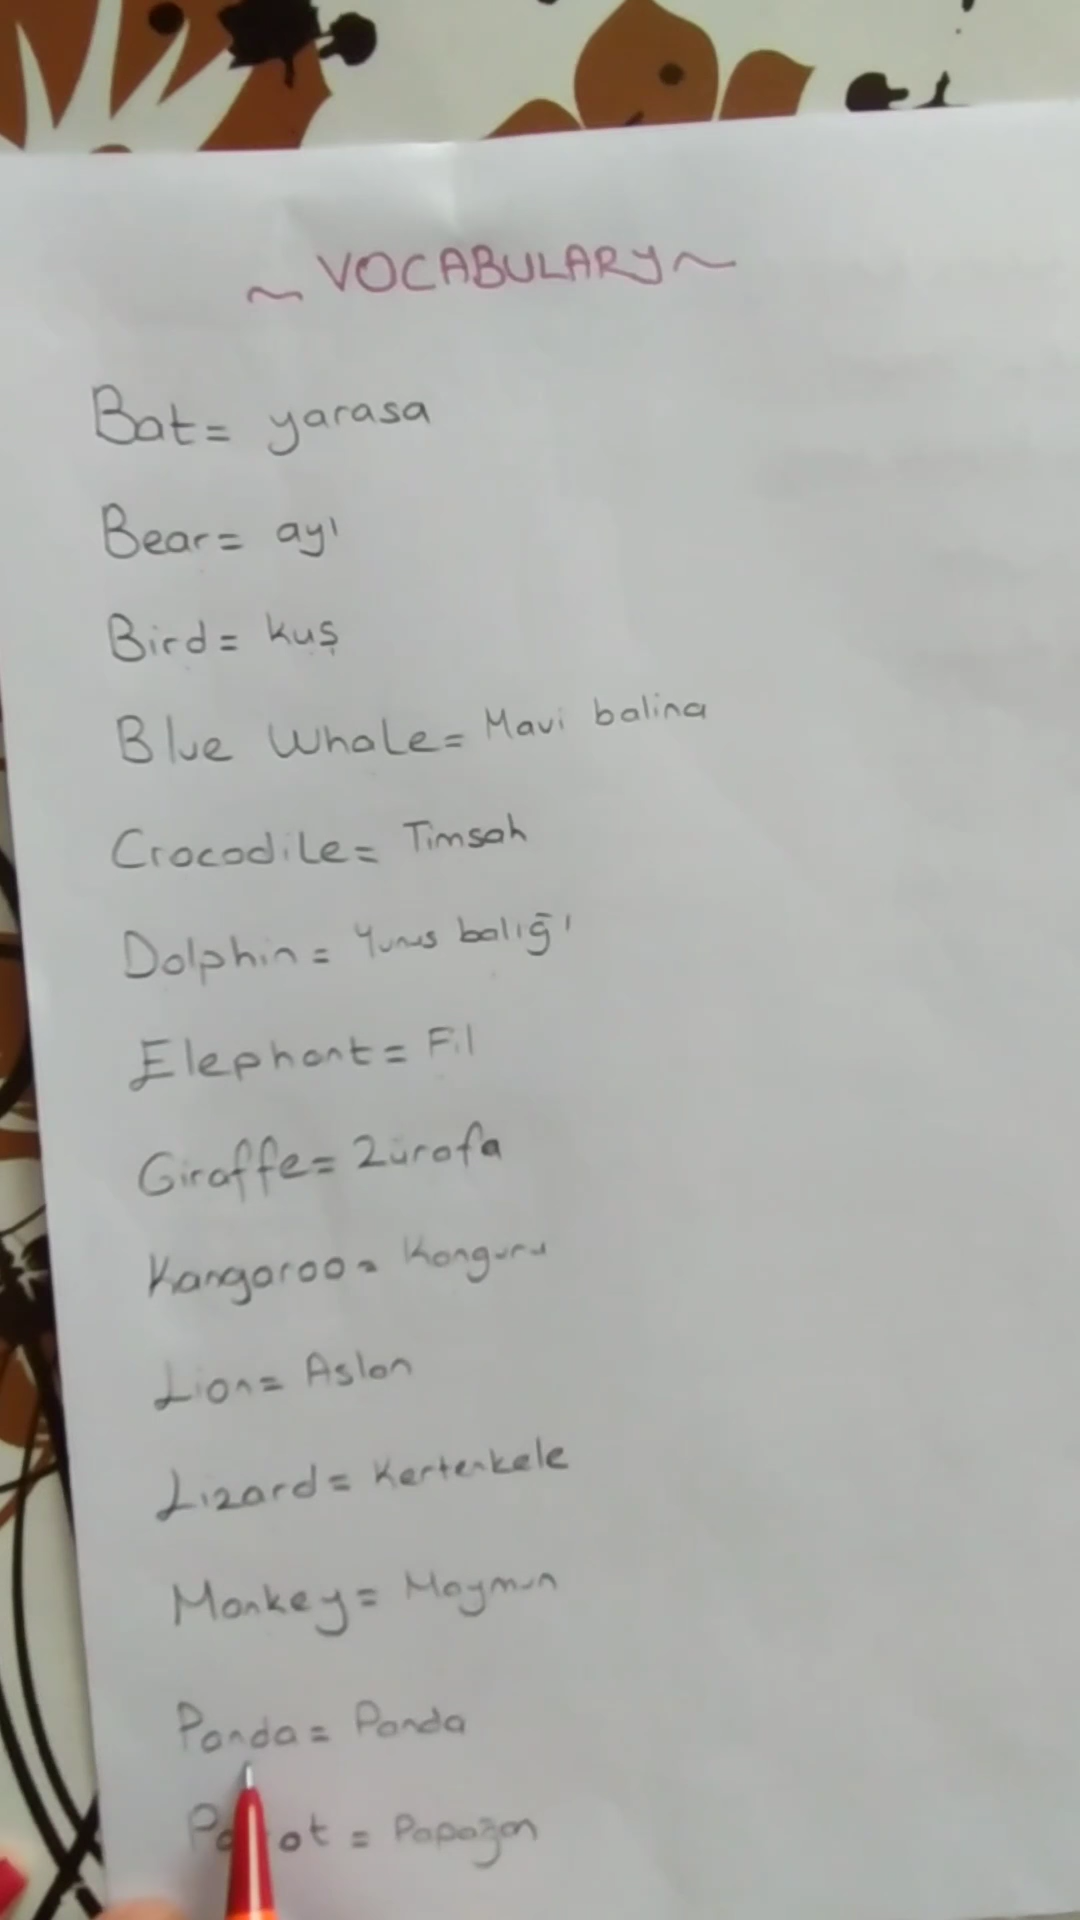 ~ VOCABULARY ~
Bat = yarasa
Bear = ayı
Bird = kuş
Blue Whale = Mavi balina
Crocodile = Timsah
Dolphin = Yunus balığı
Elephant = Fil
Giraffe = Zürafa
Kangaroo = Kanguru
Lion = Aslan
Lizard = Kertenkele
Monkey = Maymun
Panda = Panda
= Papağan